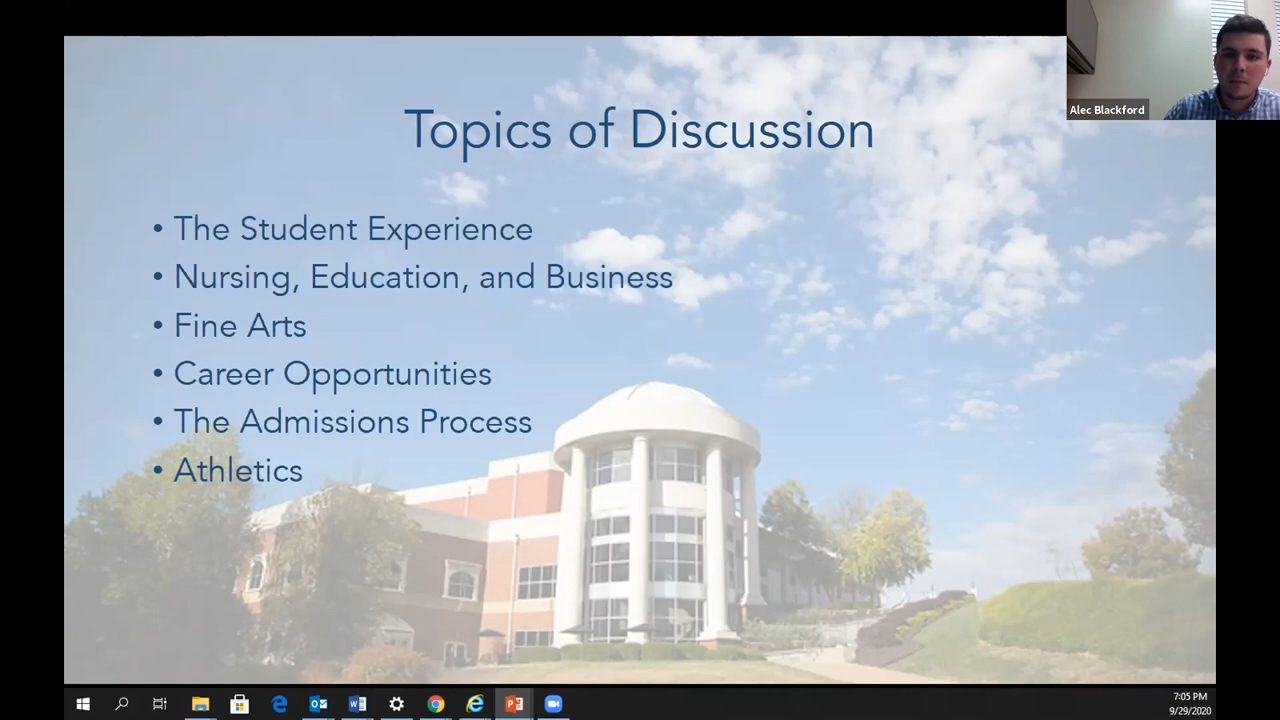 Alec Blackford
Topics of Discussion
• The Student Experience
• Nursing, Education, and Business
• Fine Arts
• Career Opportunities
• The Admissions Process
• Athletics
7:05 PM
9/29/2020